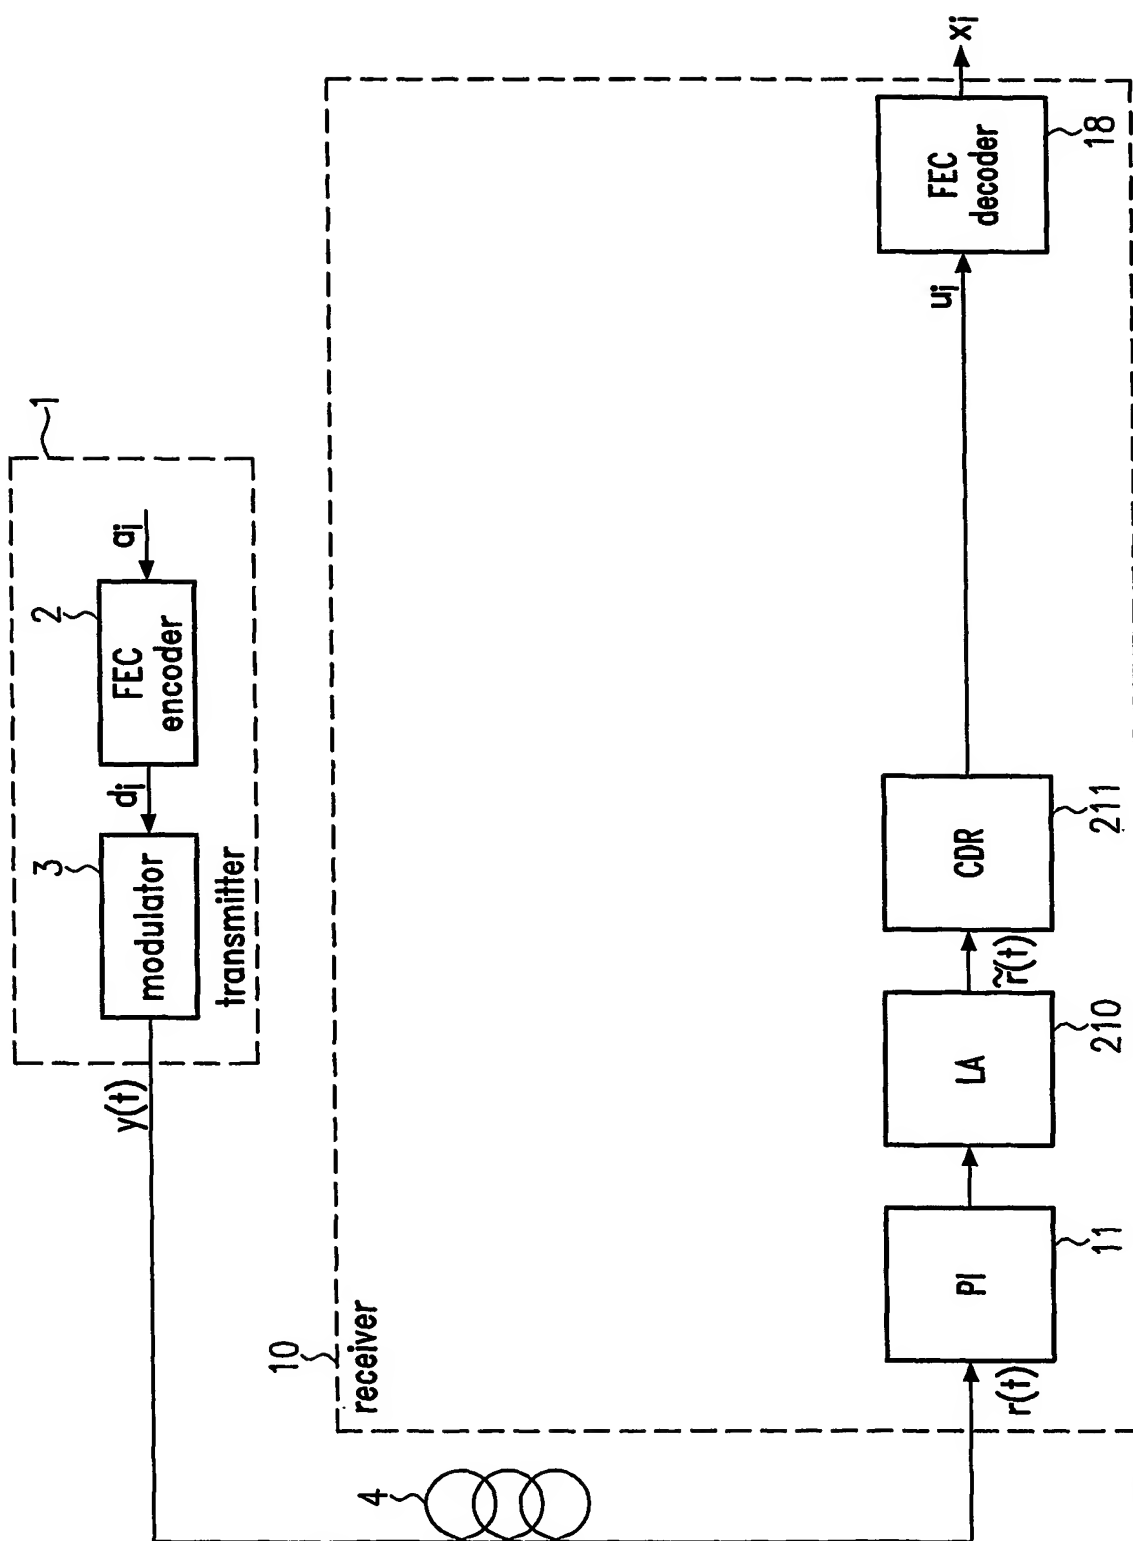 1
2
FEC
encoder
aᵢ
dᵢ
3
modulator
transmitter
y(t)
4
10
receiver
r(t)
PI
11
LA
210
r̃(t)
CDR
211
uᵢ
FEC
decoder
18
xᵢ